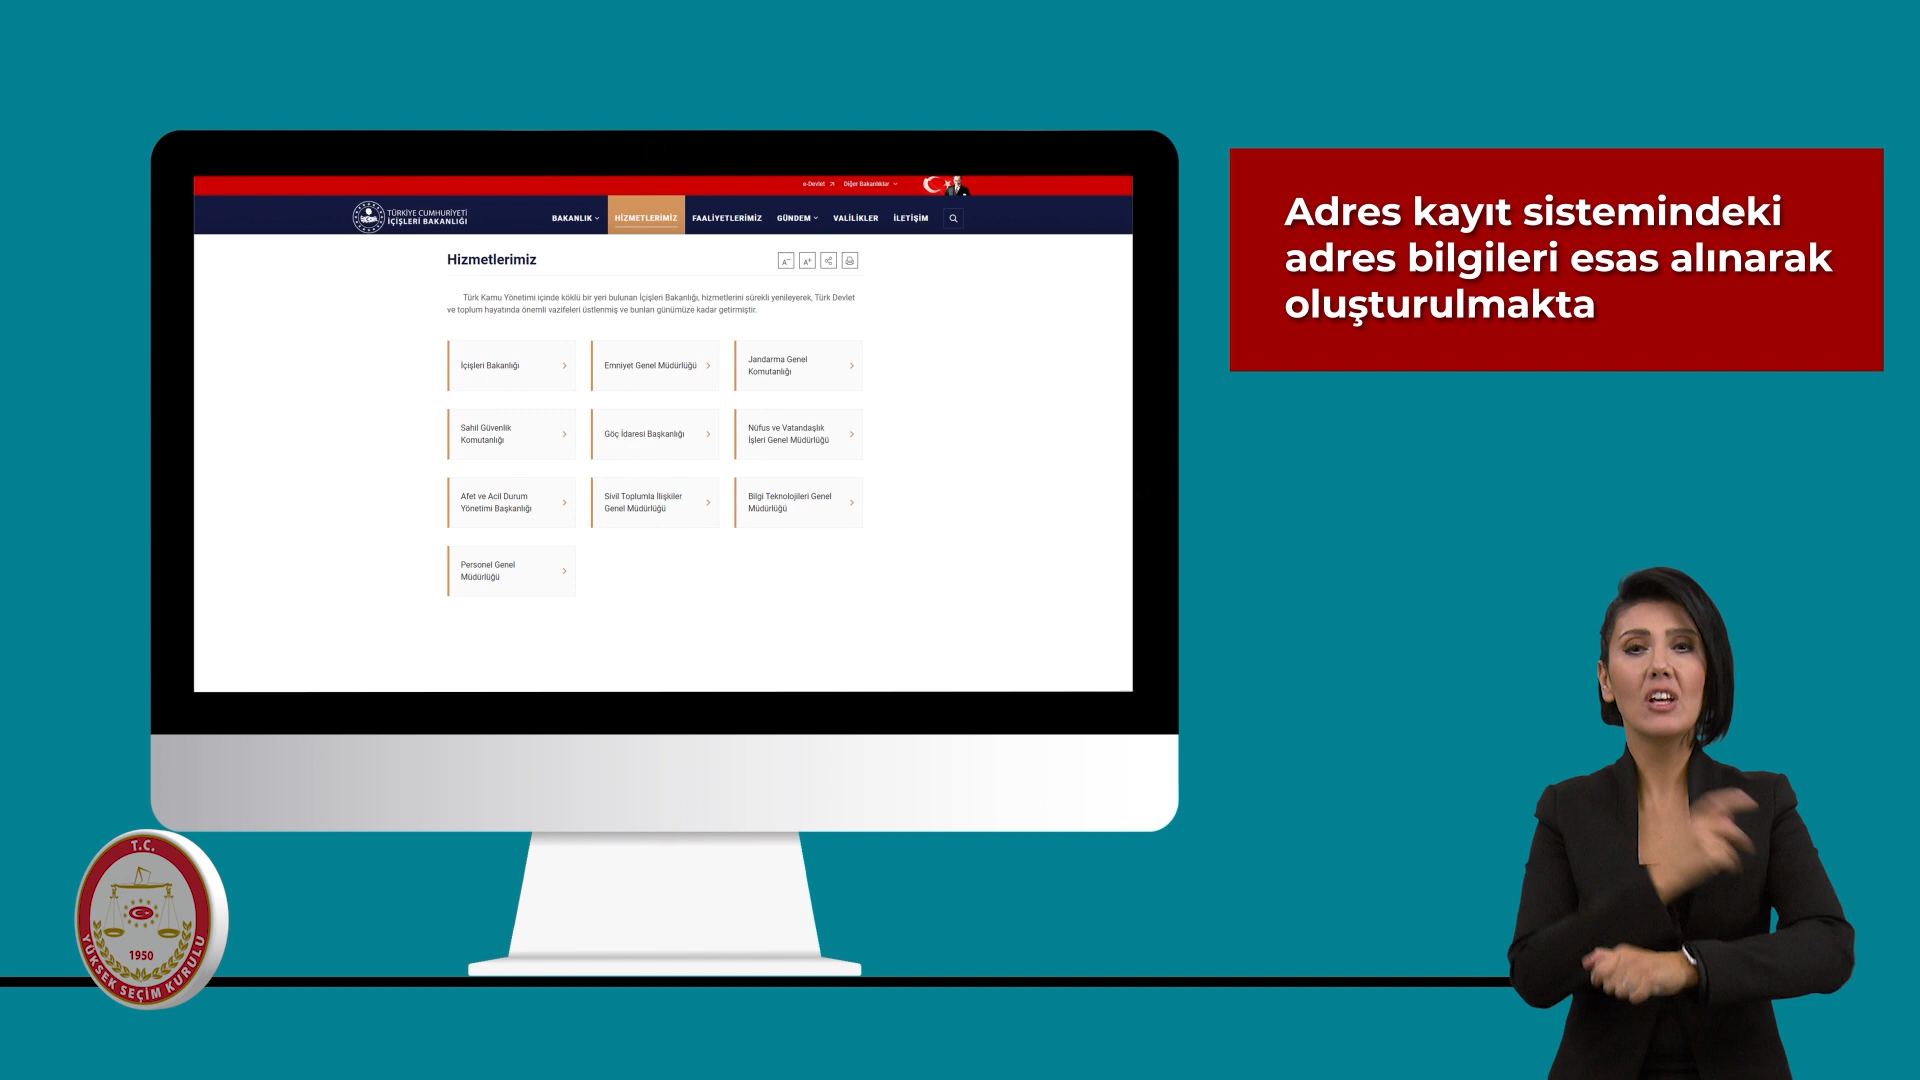 e-Devlet
Diğer Bakanlıklar
TÜRKİYE CUMHURİYETİ
İÇİŞLERİ BAKANLIĞI
BAKANLIK
HİZMETLERİMİZ
FAALİYETLERİMİZ
GÜNDEM
VALİLİKLER
İLETİŞİM
Hizmetlerimiz
A-
A+
Türk Kamu Yönetimi içinde köklü bir yeri bulunan İçişleri Bakanlığı, hizmetlerini sürekli yenileyerek, Türk Devlet
ve toplum hayatında önemli vazifeleri üstlenmiş ve bunları günümüze kadar getirmiştir.
İçişleri Bakanlığı
Emniyet Genel Müdürlüğü
Jandarma Genel
Komutanlığı
Sahil Güvenlik
Komutanlığı
Göç İdaresi Başkanlığı
Nüfus ve Vatandaşlık
İşleri Genel Müdürlüğü
Afet ve Acil Durum
Yönetimi Başkanlığı
Sivil Toplumla İlişkiler
Genel Müdürlüğü
Bilgi Teknolojileri Genel
Müdürlüğü
Personel Genel
Müdürlüğü
Adres kayıt sistemindeki
adres bilgileri esas alınarak
oluşturulmakta
T.C.
1950
YÜKSEK SEÇİM KURULU